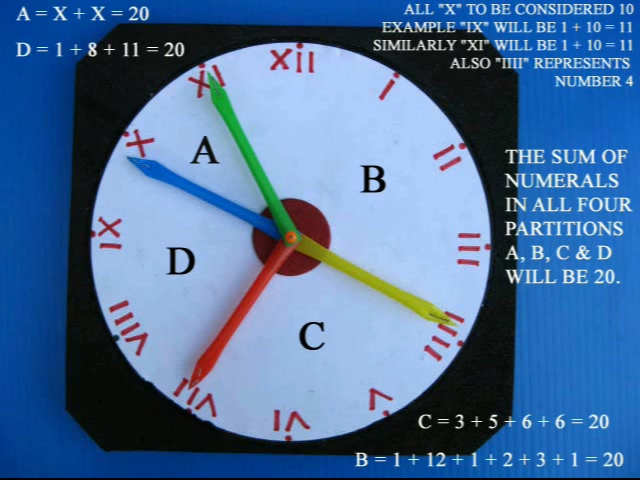 A = X + X = 20
D = 1 + 8 + 11 = 20
ALL "X" TO BE CONSIDERED 10
EXAMPLE "IX" WILL BE 1 + 10 = 11
SIMILARLY "XI" WILL BE 10 + 1 = 11
ALSO "IIII" REPRESENTS
NUMBER 4
xii
i
ii
iii
iiii
v
vi
vii
viii
ix
x
xi
A
B
C
D
THE SUM OF
NUMERALS
IN ALL FOUR
PARTITIONS
A, B, C & D
WILL BE 20.
C = 3 + 5 + 6 + 6 = 20
B = 1 + 12 + 1 + 2 + 3 + 1 = 20